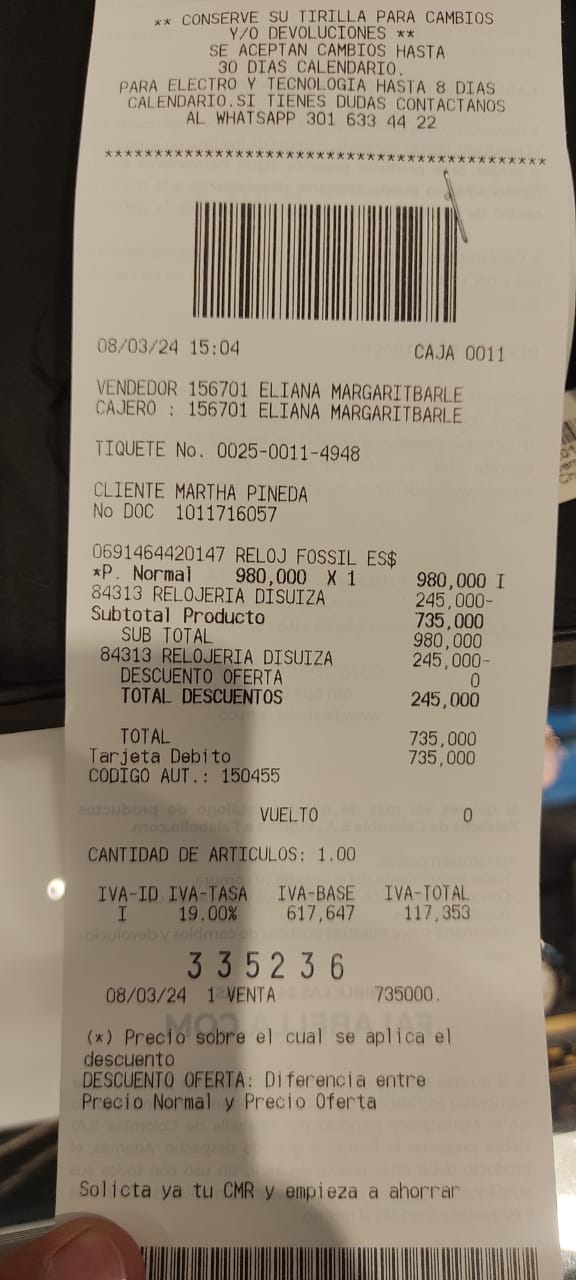 ** CONSERVE SU TIRILLA PARA CAMBIOS
Y/O DEVOLUCIONES **
SE ACEPTAN CAMBIOS HASTA
30 DIAS CALENDARIO.
PARA ELECTRO Y TECNOLOGIA HASTA 8 DIAS
CALENDARIO.SI TIENES DUDAS CONTACTANOS
AL WHATSAPP 301 633 44 22
********************************************
08/03/24 15:04 CAJA 0011
VENDEDOR 156701 ELIANA MARGARITBARLE
CAJERO : 156701 ELIANA MARGARITBARLE
TIQUETE No. 0025-0011-4948
CLIENTE MARTHA PINEDA
No DOC 1011716057
0691464420147 RELOJ FOSSIL ES$
*P. Normal 980,000 X 1 980,000 I
84313 RELOJERIA DISUIZA 245,000-
Subtotal Producto 735,000
SUB TOTAL 980,000
84313 RELOJERIA DISUIZA 245,000-
DESCUENTO OFERTA 0
TOTAL DESCUENTOS 245,000
TOTAL 735,000
Tarjeta Debito 735,000
CODIGO AUT.: 150455
VUELTO 0
CANTIDAD DE ARTICULOS: 1.00
IVA-ID IVA-TASA IVA-BASE IVA-TOTAL
I 19.00% 617,647 117,353
335236
08/03/24 1 VENTA 735000.
(*) Precio sobre el cual se aplica el
descuento
DESCUENTO OFERTA: Diferencia entre
Precio Normal y Precio Oferta
Solicta ya tu CMR y empieza a ahorrar